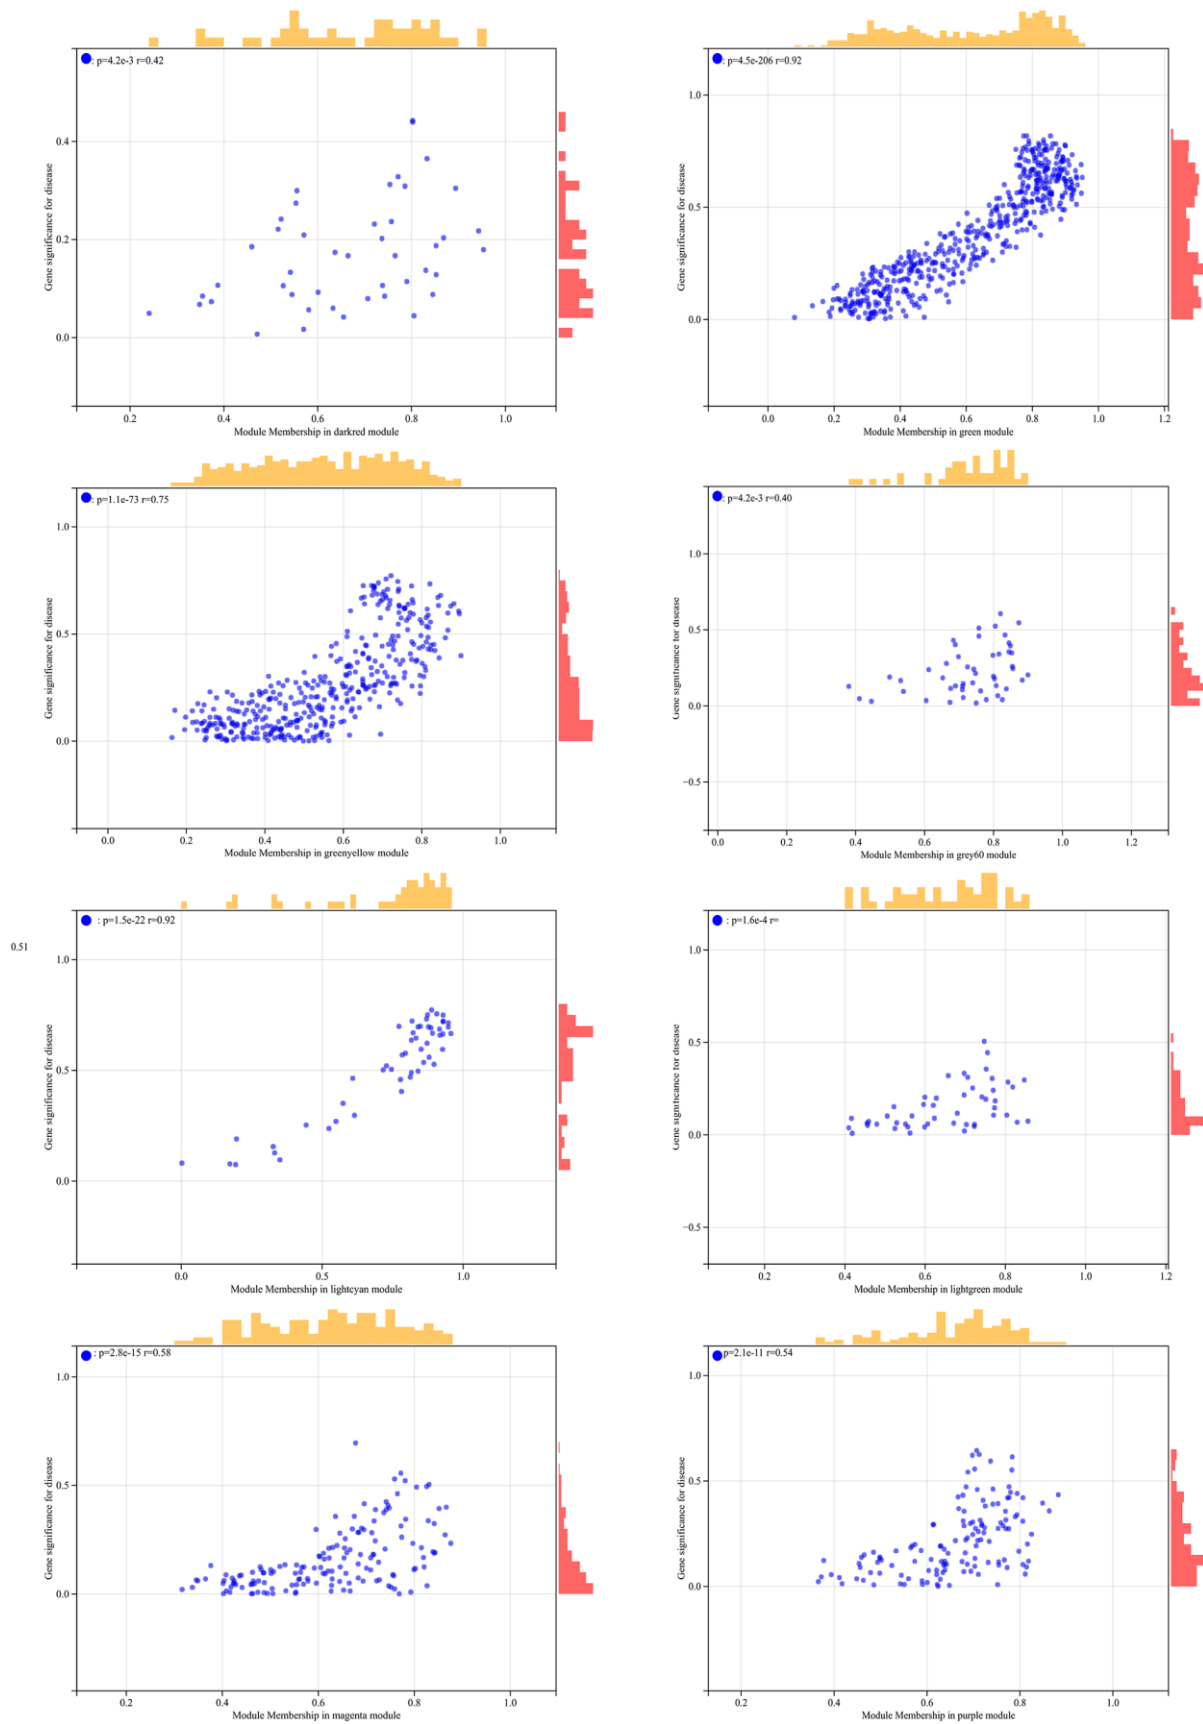 : p=4.2e-3 r=0.42
Gene significance for disease
0.4
0.2
0.0
0.2 0.4 0.6 0.8 1.0
Module Membership in darkred module
: p=4.5e-206 r=0.92
Gene significance for disease
1.0
0.5
0.0
0.0 0.2 0.4 0.6 0.8 1.0 1.2
Module Membership in green module
: p=1.1e-73 r=0.75
Gene significance for disease
1.0
0.5
0.0
0.0 0.2 0.4 0.6 0.8 1.0
Module Membership in greenyellow module
: p=4.2e-3 r=0.40
Gene significance for disease
1.0
0.5
0.0
−0.5
0.0 0.2 0.4 0.6 0.8 1.0 1.2
Module Membership in grey60 module
0.51
: p=1.5e-22 r=0.92
Gene significance for disease
1.0
0.5
0.0
0.0 0.5 1.0
Module Membership in lightcyan module
: p=1.6e-4 r=
Gene significance for disease
1.0
0.5
0.0
−0.5
0.2 0.4 0.6 0.8 1.0 1.2
Module Membership in lightgreen module
: p=2.8e-15 r=0.58
Gene significance for disease
1.0
0.5
0.0
0.2 0.4 0.6 0.8 1.0
Module Membership in magenta module
p=2.1e-11 r=0.54
Gene significance for disease
1.0
0.5
0.0
0.2 0.4 0.6 0.8 1.0
Module Membership in purple module